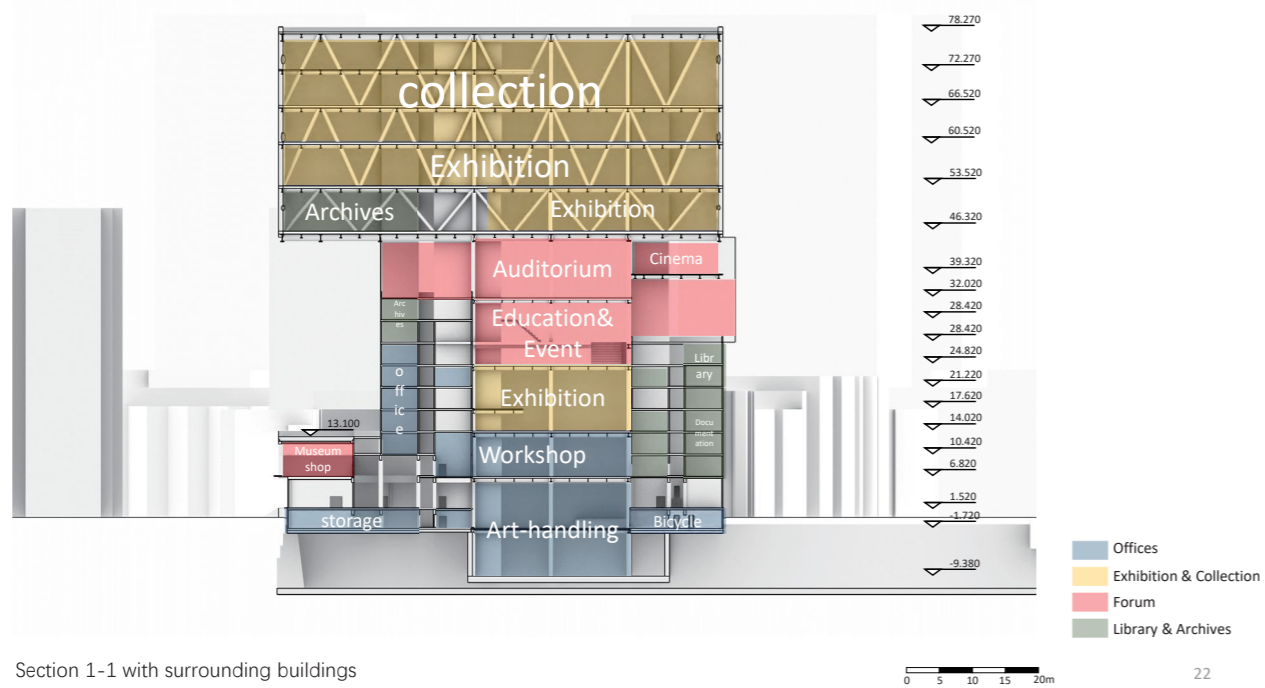 78.270
72.270
collection
66.520
60.520
Exhibition
53.520
Archives
Exhibition
46.320
Auditorium
Cinema
39.320
32.020
Arc
hiv
es
28.420
Education&
Event
28.420
24.820
Libr
ary
o
ff
ic
e
21.220
Exhibition
17.620
14.020
13.100
Docu
ment
ation
10.420
Museum
shop
Workshop
6.820
1.520
storage
Art-handling
Bicycle
-1.720
-9.380
Offices
Exhibition & Collection
Forum
Library & Archives
Section 1-1 with surrounding buildings
0 5 10 15 20m
22